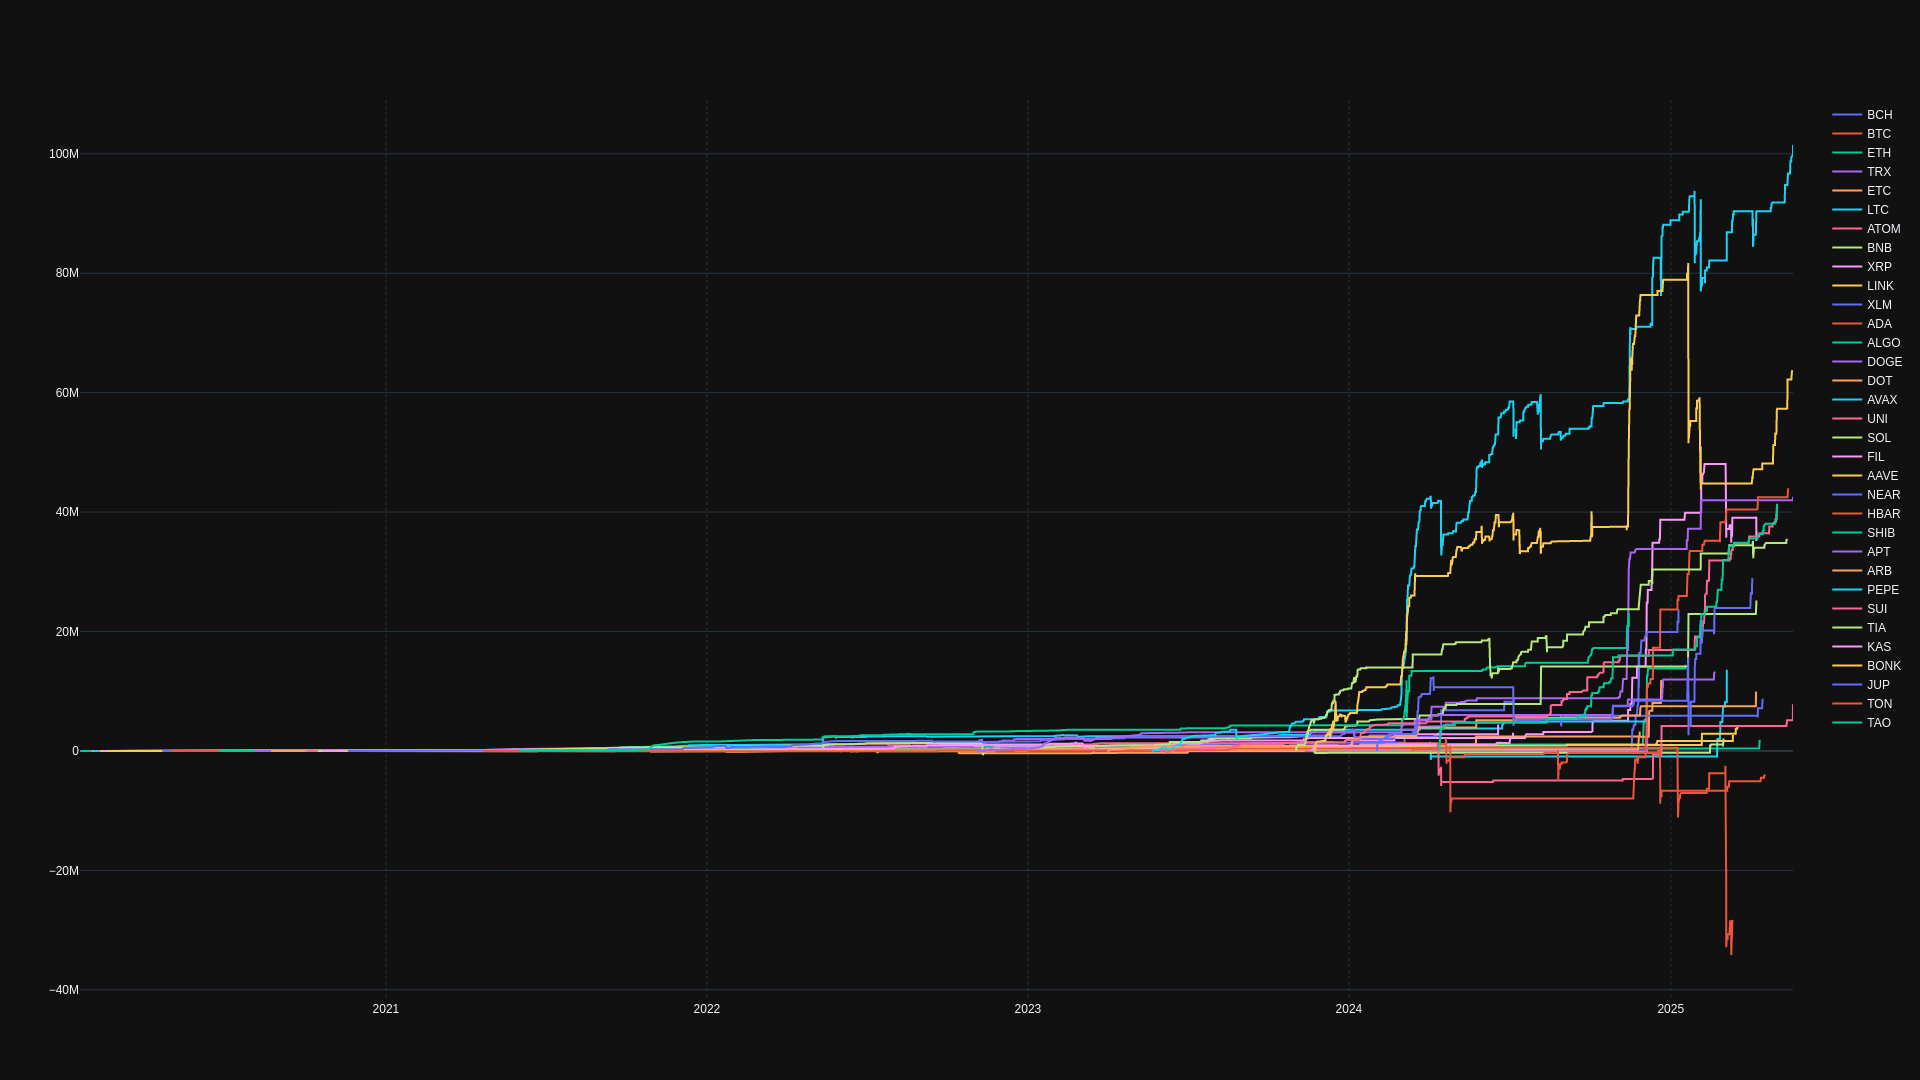 100M
80M
60M
40M
20M
0
−20M
−40M
2021
2022
2023
2024
2025
BCH
BTC
ETH
TRX
ETC
LTC
ATOM
BNB
XRP
LINK
XLM
ADA
ALGO
DOGE
DOT
AVAX
UNI
SOL
FIL
AAVE
NEAR
HBAR
SHIB
APT
ARB
PEPE
SUI
TIA
KAS
BONK
JUP
TON
TAO